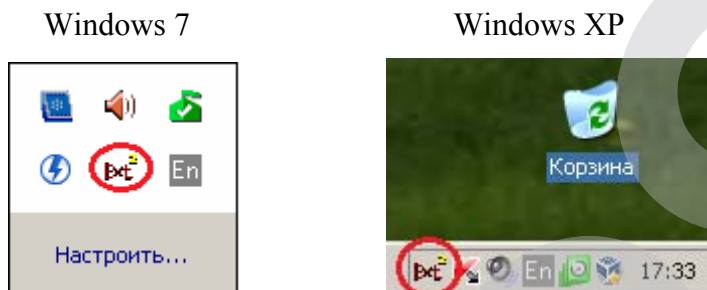 Windows 7
Windows XP
En
Настроить...
Корзина
En
17:33